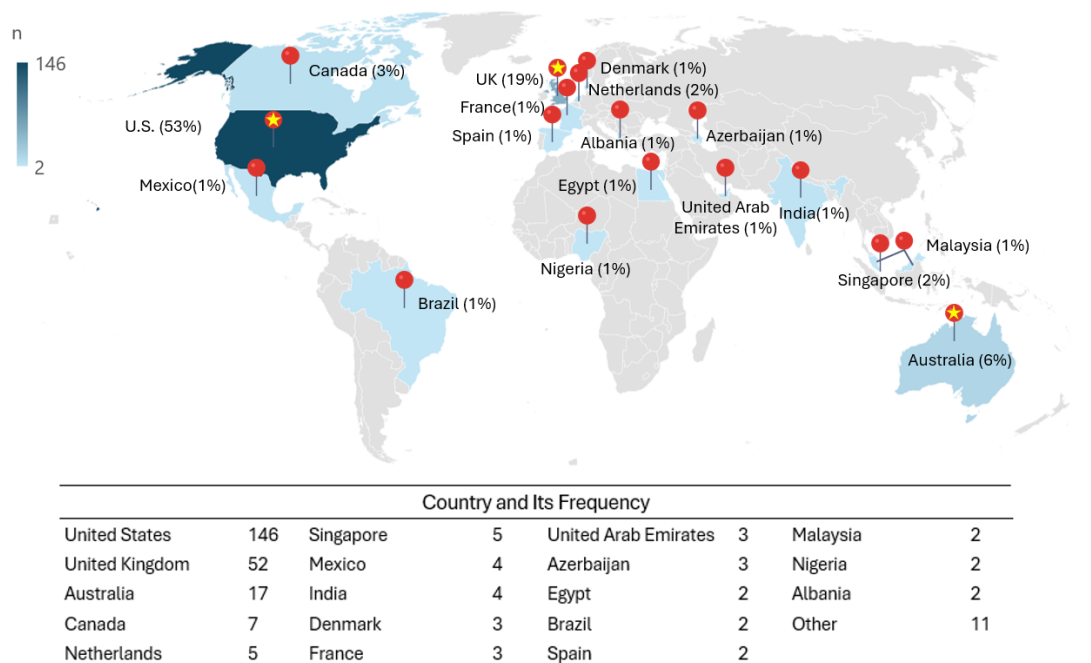 n
146
2
Canada (3%)
U.S. (53%)
Mexico(1%)
Brazil (1%)
UK (19%)
Denmark (1%)
Netherlands (2%)
France(1%)
Spain (1%)
Albania (1%)
Azerbaijan (1%)
Egypt (1%)
United Arab
Emirates (1%)
India(1%)
Nigeria (1%)
Malaysia (1%)
Singapore (2%)
Australia (6%)
Country and Its Frequency
United States 146 Singapore 5 United Arab Emirates 3 Malaysia 2
United Kingdom 52 Mexico 4 Azerbaijan 3 Nigeria 2
Australia 17 India 4 Egypt 2 Albania 2
Canada 7 Denmark 3 Brazil 2 Other 11
Netherlands 5 France 3 Spain 2